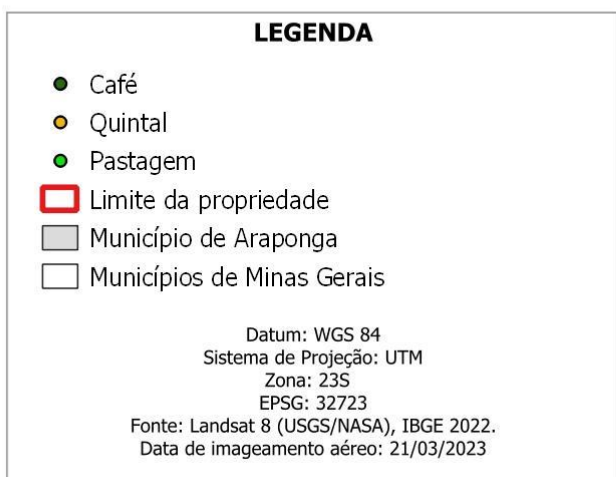 LEGENDA
Café
Quintal
Pastagem
Limite da propriedade
Município de Araponga
Municípios de Minas Gerais
Datum: WGS 84
Sistema de Projeção: UTM
Zona: 23S
EPSG: 32723
Fonte: Landsat 8 (USGS/NASA), IBGE 2022.
Data de imageamento aéreo: 21/03/2023